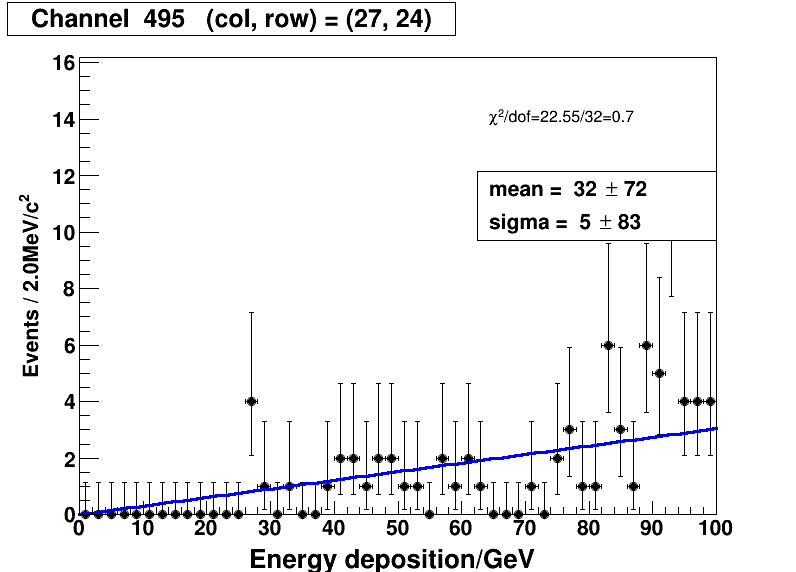 Channel 495 (col, row) = (27, 24)
χ²/dof=22.55/32=0.7
mean = 32 ± 72
sigma = 5 ± 83
Events / 2.0MeV/c²
16
14
12
10
8
6
4
2
0
0 10 20 30 40 50 60 70 80 90 100
Energy deposition/GeV